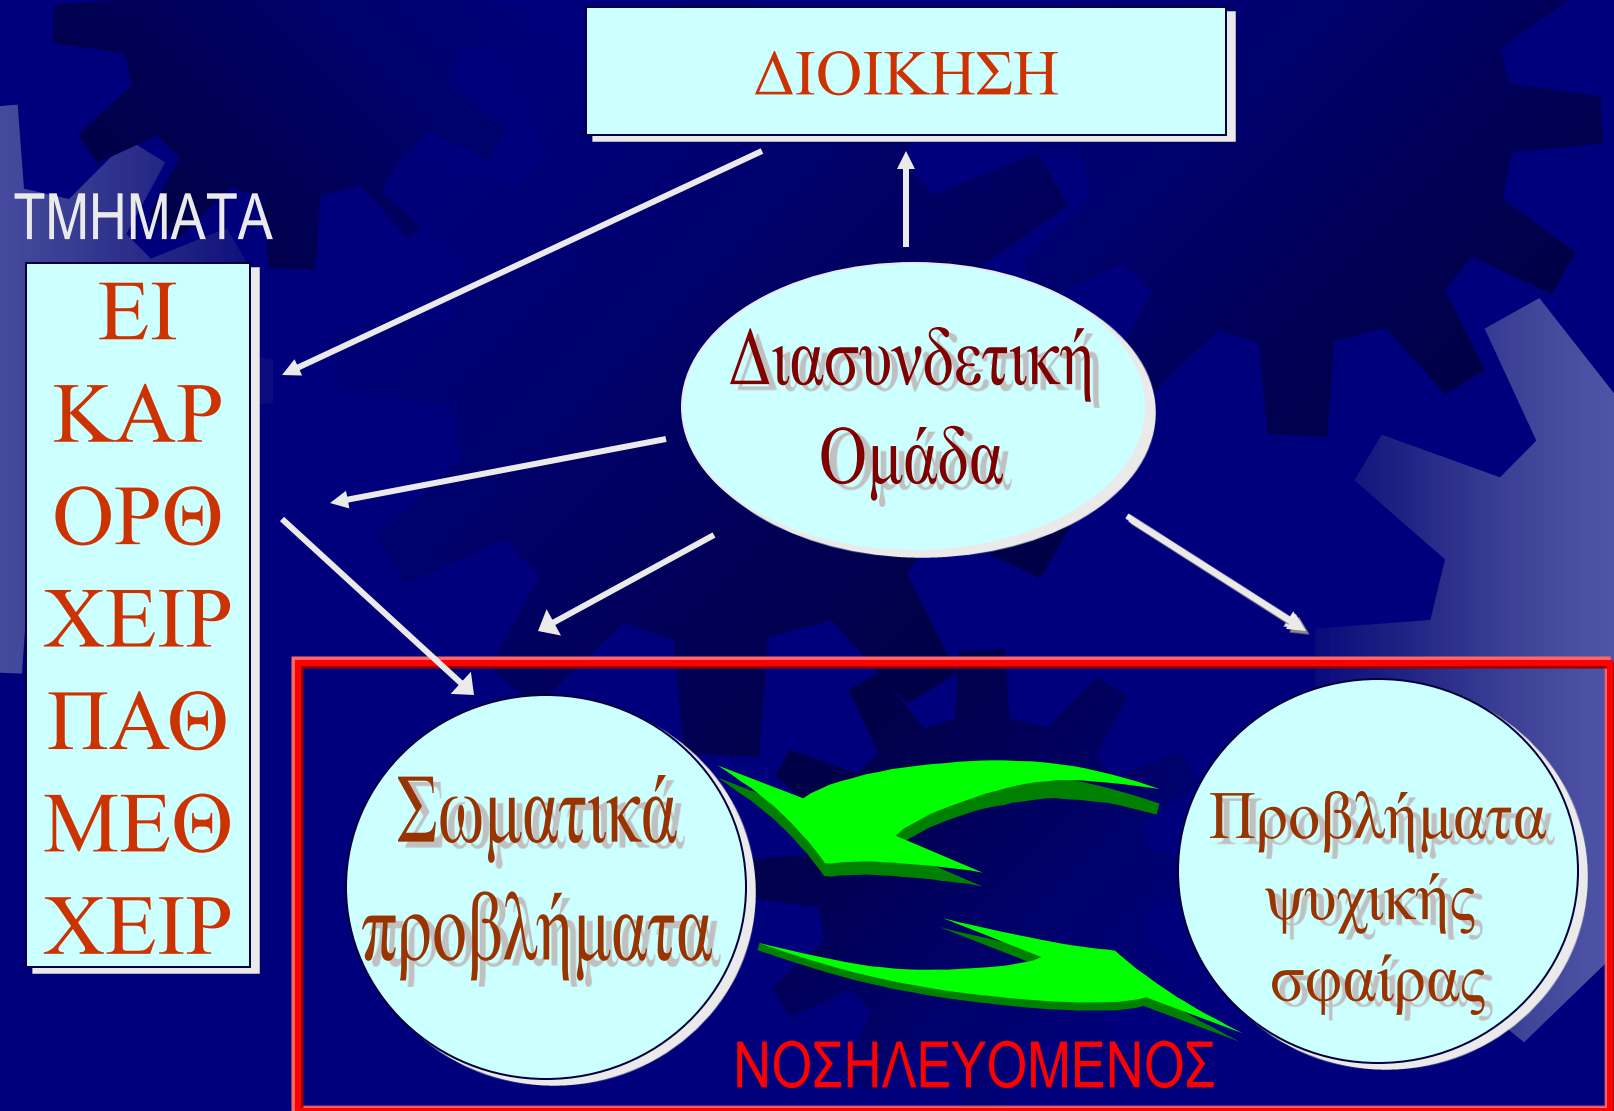 ΔΙΟΙΚΗΣΗ
ΤΜΗΜΑΤΑ
ΕΙ
ΚΑΡ
ΟΡΘ
ΧΕΙΡ
ΠΑΘ
ΜΕΘ
ΧΕΙΡ
Διασυνδετική
Ομάδα
Σωματικά
προβλήματα
Προβλήματα
ψυχικής
σφαίρας
ΝΟΣΗΛΕΥΟΜΕΝΟΣ